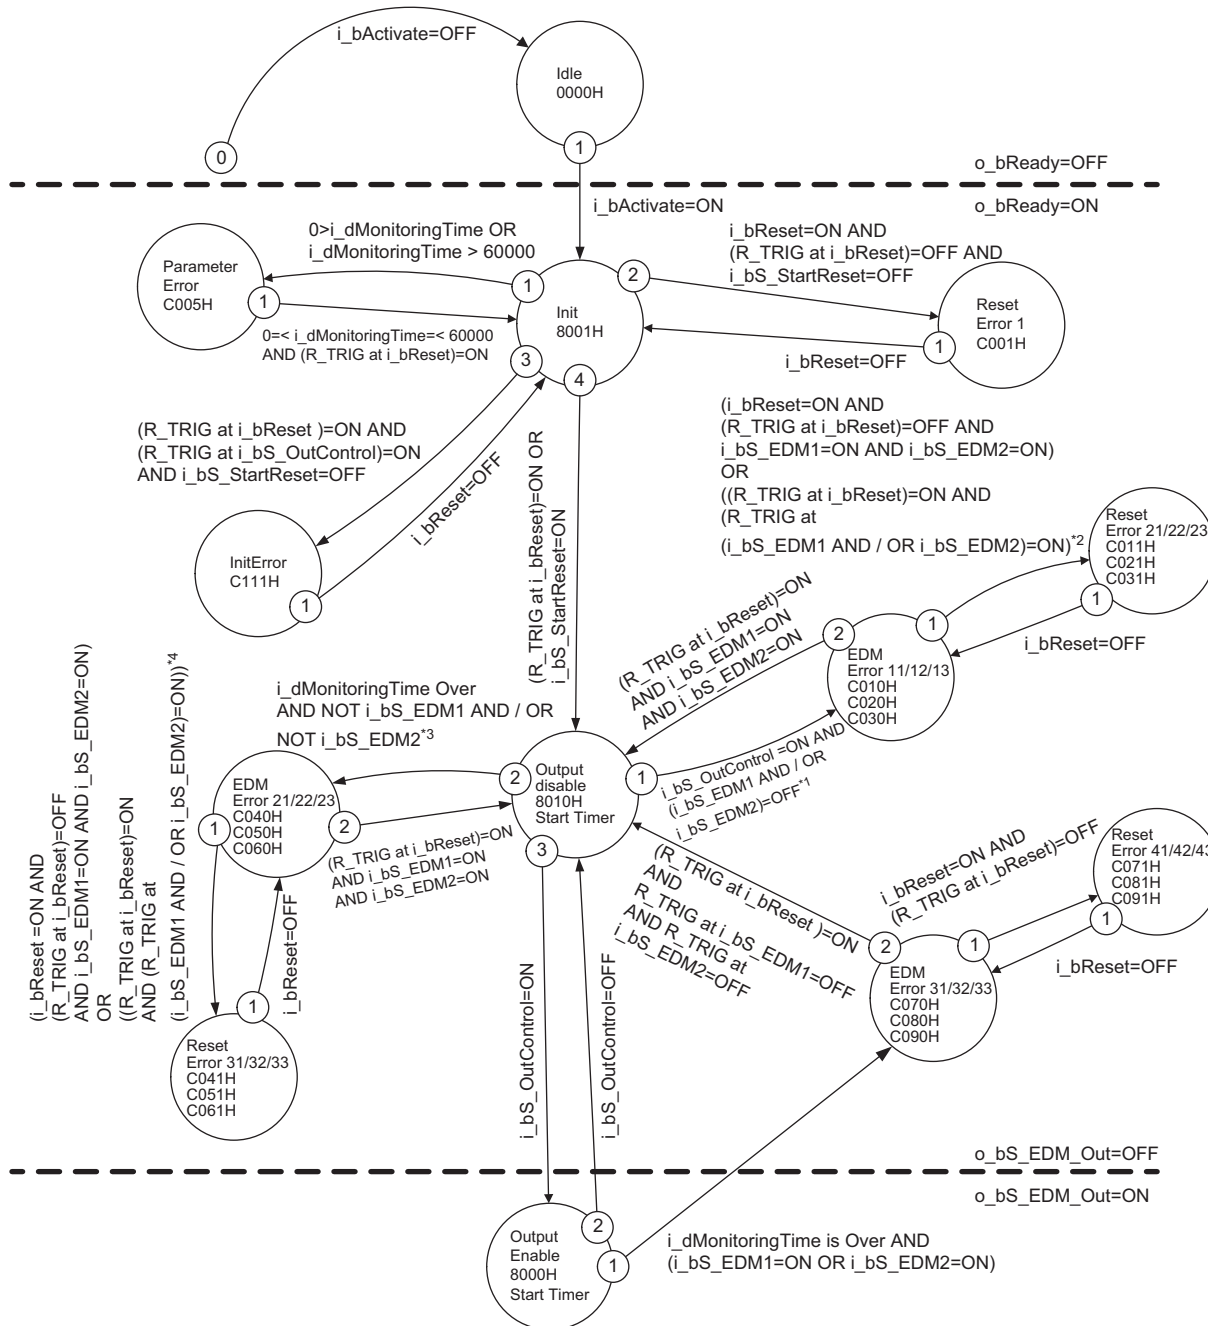 i_bActivate=OFF
Idle
0000H
1
0
o_bReady=OFF
o_bReady=ON
i_bActivate=ON
0>i_dMonitoringTime OR
i_dMonitoringTime > 60000
i_bReset=ON AND
(R_TRIG at i_bReset)=OFF AND
i_bS_StartReset=OFF
Parameter
Error
C005H
1
1
2
Init
8001H
3
4
0=< i_dMonitoringTime=< 60000
AND (R_TRIG at i_bReset)=ON
Reset
Error 1
C001H
1
i_bReset=OFF
(R_TRIG at i_bReset )=ON AND
(R_TRIG at i_bS_OutControl)=ON
AND i_bS_StartReset=OFF
i_bReset=OFF
InitError
C111H
1
(R_TRIG at i_bReset)=ON OR
i_bS_StartReset=ON
(i_bReset=ON AND
(R_TRIG at i_bReset)=OFF AND
i_bS_EDM1=ON AND i_bS_EDM2=ON)
OR
((R_TRIG at i_bReset)=ON AND
(R_TRIG at
(i_bS_EDM1 AND / OR i_bS_EDM2)=ON)*2
Reset
Error 21/22/23
C011H
C021H
C031H
1
i_bReset=OFF
1
2
EDM
Error 11/12/13
C010H
C020H
C030H
(R_TRIG at i_bReset)=ON
AND i_bS_EDM1=ON
AND i_bS_EDM2=ON
i_bS_OutControl =ON AND
(i_bS_EDM1 AND / OR
i_bS_EDM2)=OFF*1
i_dMonitoringTime Over
AND NOT i_bS_EDM1 AND / OR
NOT i_bS_EDM2*3
2
Output
disable
8010H
Start Timer
1
3
EDM
Error 21/22/23
C040H
C050H
C060H
1
2
(R_TRIG at i_bReset)=ON
AND i_bS_EDM1=ON
AND i_bS_EDM2=ON
(i_bReset =ON AND
(R_TRIG at i_bReset)=OFF
AND i_bS_EDM1=ON AND i_bS_EDM2=ON)
OR
((R_TRIG at i_bReset)=ON
AND (R_TRIG at
(i_bS_EDM1 AND / OR i_bS_EDM2)=ON))*4
i_bReset=OFF
1
Reset
Error 31/32/33
C041H
C051H
C061H
i_bS_OutControl=ON
i_bS_OutControl=OFF
(R_TRIG at i_bReset )=ON
AND
R_TRIG at i_bS_EDM1=OFF
AND R_TRIG at
i_bS_EDM2=OFF
i_bReset=ON AND
(R_TRIG at i_bReset)=OFF
Reset
Error 41/42/43
C071H
C081H
C091H
1
i_bReset=OFF
2
1
EDM
Error 31/32/33
C070H
C080H
C090H
o_bS_EDM_Out=OFF
o_bS_EDM_Out=ON
Output
Enable
8000H
Start Timer
2
1
i_dMonitoringTime is Over AND
(i_bS_EDM1=ON OR i_bS_EDM2=ON)